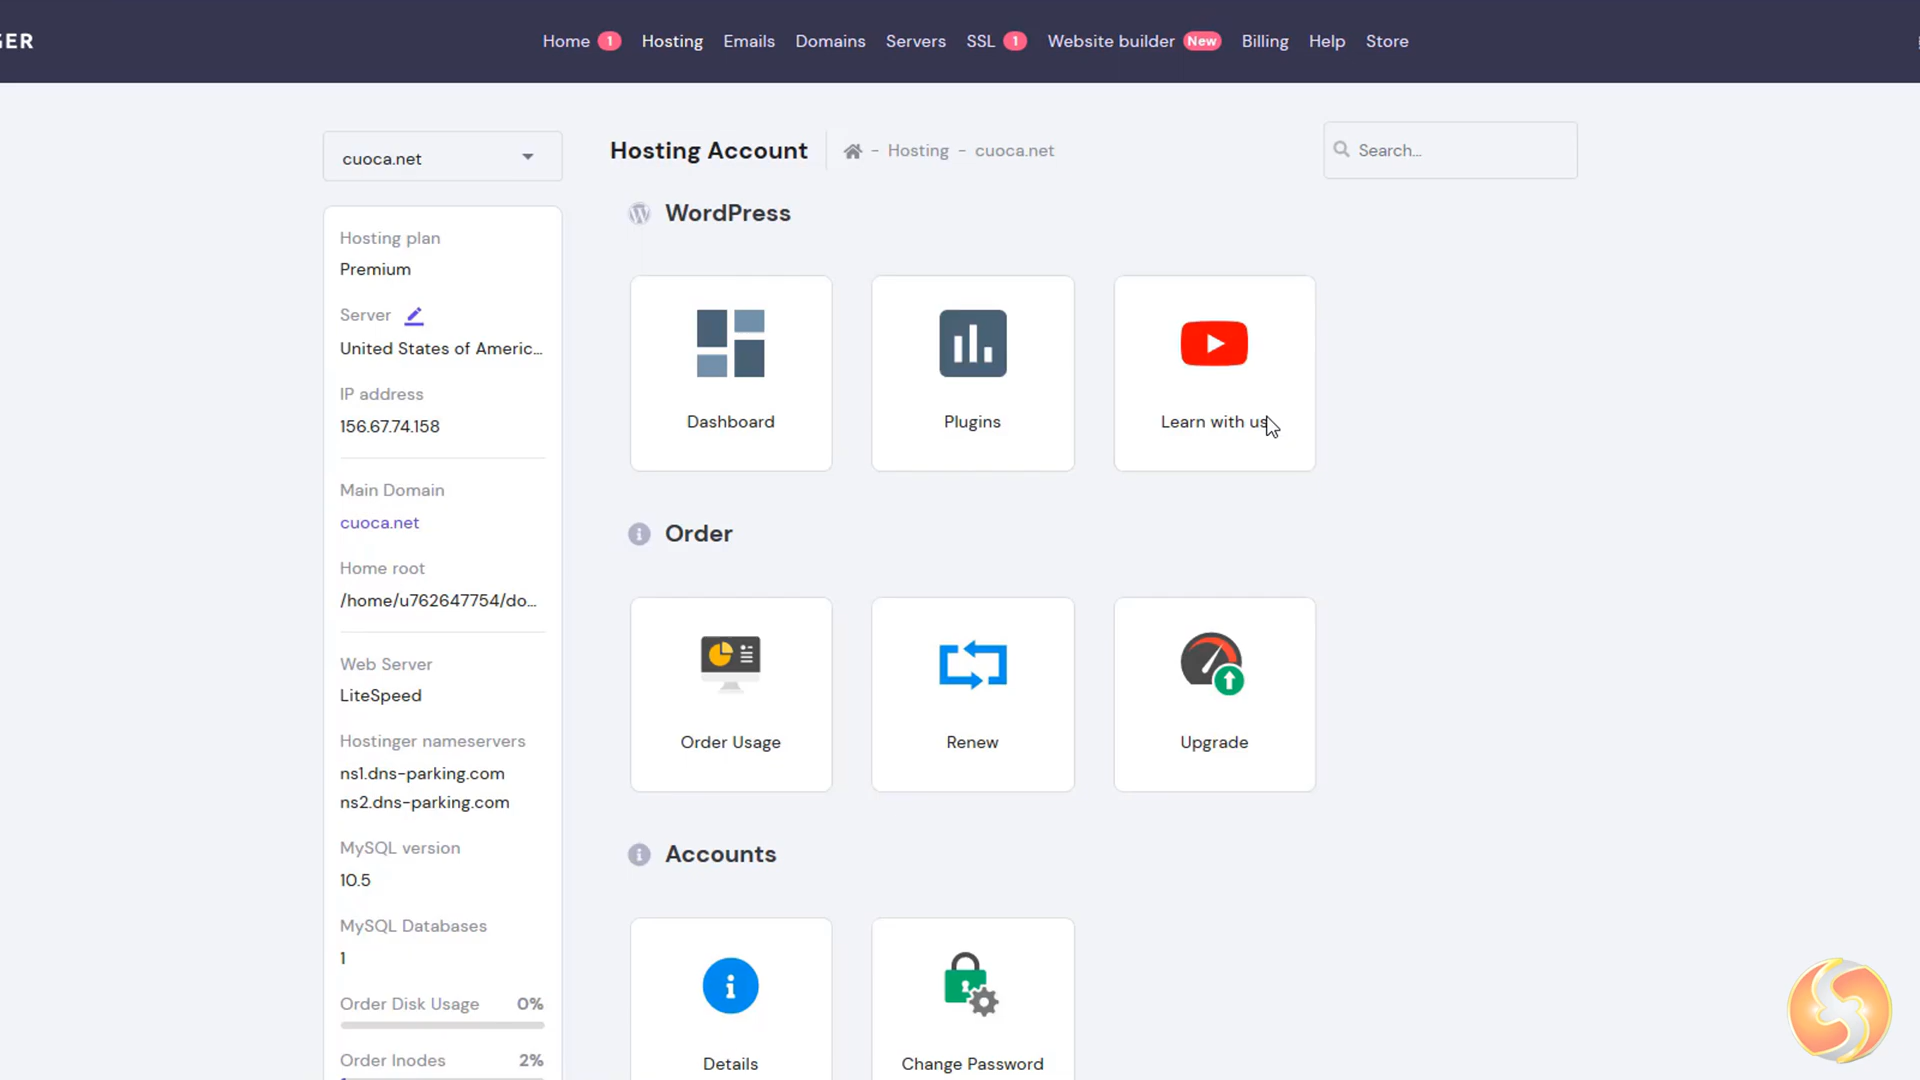 GER
Home 1 Hosting Emails Domains Servers SSL 1 Website builder New Billing Help Store
cuoca.net
Hosting Account
- Hosting - cuoca.net
Search...
Hosting plan
Premium
Server
United States of Americ...
IP address
156.67.74.158
Main Domain
cuoca.net
Home root
/home/u762647754/do...
Web Server
LiteSpeed
Hostinger nameservers
ns1.dns-parking.com
ns2.dns-parking.com
MySQL version
10.5
MySQL Databases
1
Order Disk Usage 0%
Order Inodes 2%
WordPress
Dashboard
Plugins
Learn with us
Order
Order Usage
Renew
Upgrade
Accounts
Details
Change Password